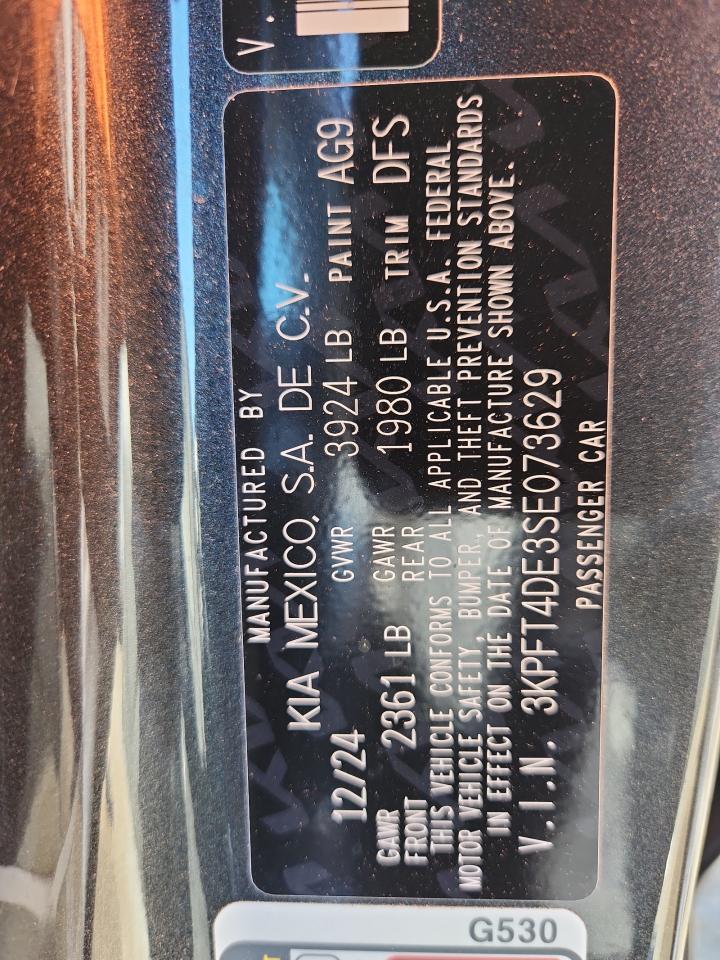 V.
MANUFACTURED BY
KIA MEXICO, S.A. DE C.V.
12/24 GVWR 3924 LB PAINT AG9
GAWR FRONT 2361 LB GAWR REAR 1980 LB TRIM DFS
THIS VEHICLE CONFORMS TO ALL APPLICABLE U.S.A. FEDERAL
MOTOR VEHICLE SAFETY, BUMPER, AND THEFT PREVENTION STANDARDS
IN EFFECT ON THE DATE OF MANUFACTURE SHOWN ABOVE.
V.I.N. 3KPFT4DE3SE073629
PASSENGER CAR
G530